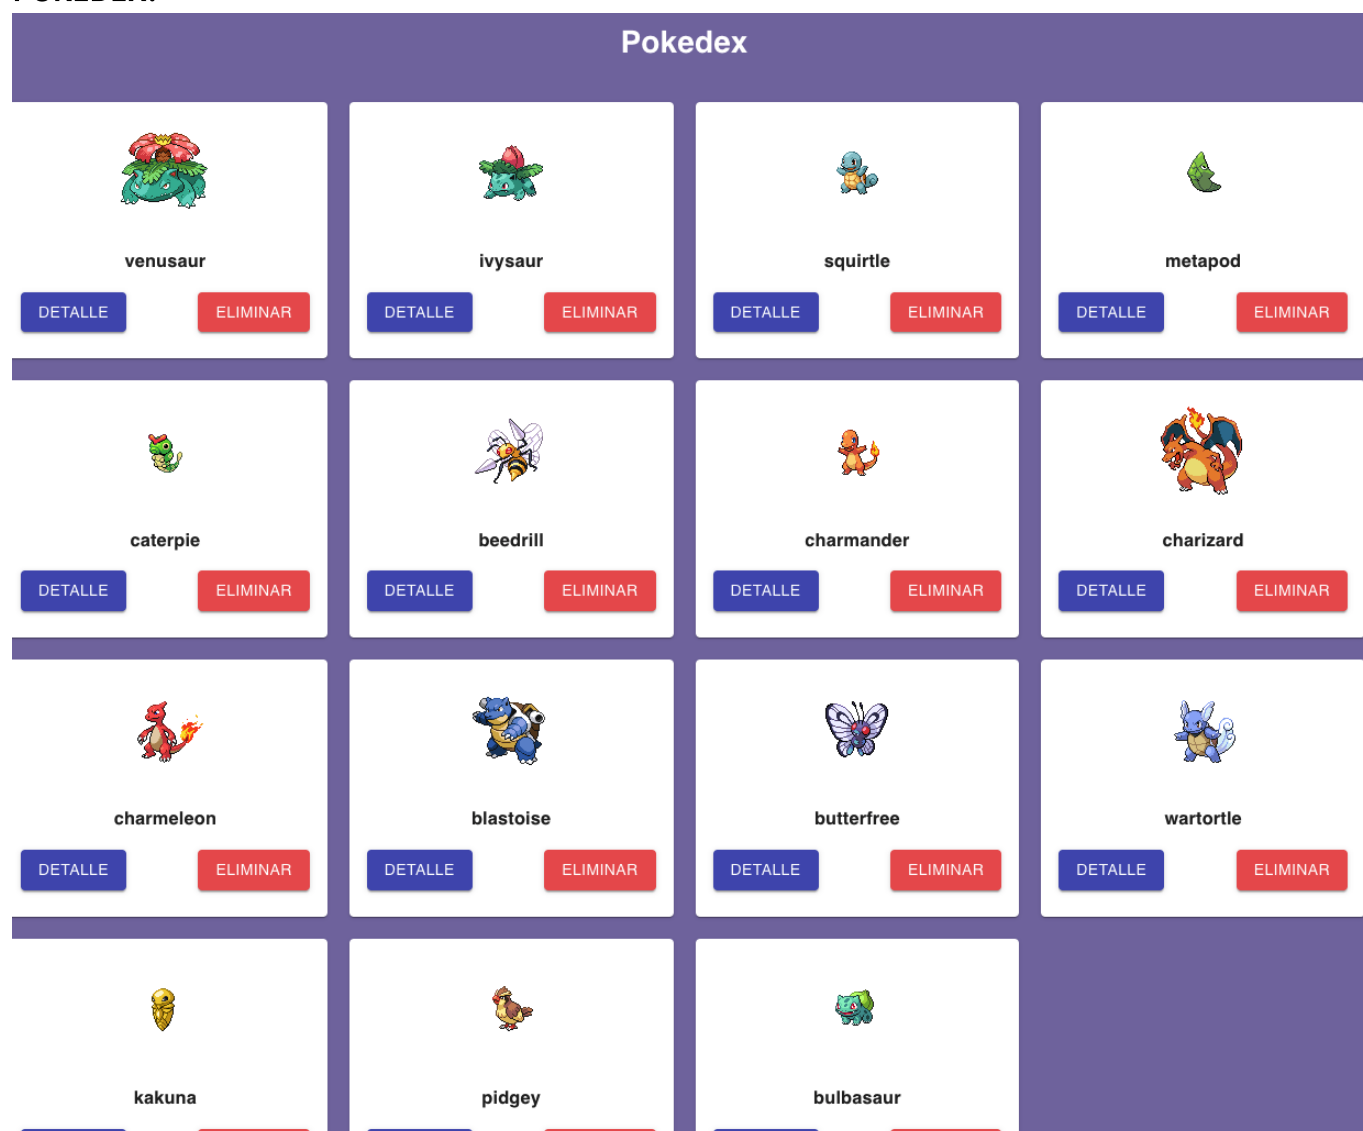 POKEDEX:
Pokedex
venusaur ivysaur squirtle metapod
DETALLE ELIMINAR DETALLE ELIMINAR DETALLE ELIMINAR DETALLE ELIMINAR
caterpie beedrill charmander charizard
DETALLE ELIMINAR DETALLE ELIMINAR DETALLE ELIMINAR DETALLE ELIMINAR
charmeleon blastoise butterfree wartortle
DETALLE ELIMINAR DETALLE ELIMINAR DETALLE ELIMINAR DETALLE ELIMINAR
kakuna pidgey bulbasaur